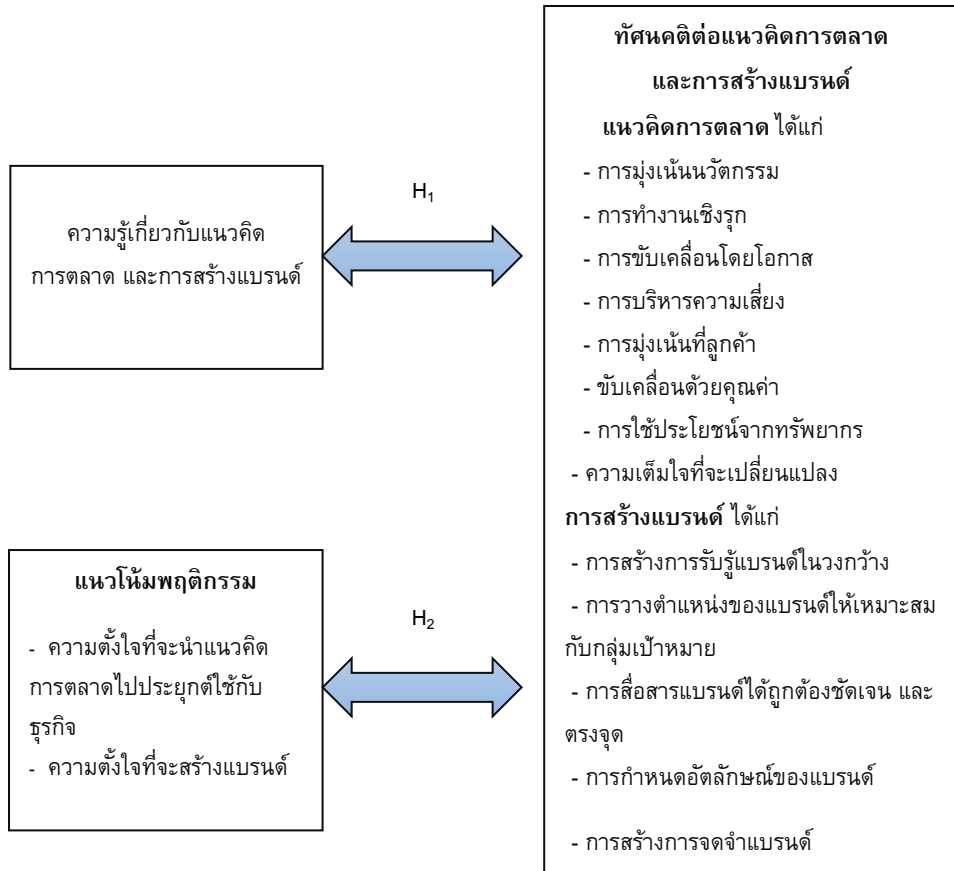 ความรู้เกี่ยวกับแนวคิด
การตลาด และการสร้างแบรนด์
H₁
แนวโน้มพฤติกรรม
- ความตั้งใจที่จะนำแนวคิด
การตลาดไปประยุกต์ใช้กับ
ธุรกิจ
- ความตั้งใจที่จะสร้างแบรนด์
H₂
ทัศนคติต่อแนวคิดการตลาด
และการสร้างแบรนด์
แนวคิดการตลาด ได้แก่
- การมุ่งเน้นนวัตกรรม
- การทำงานเชิงรุก
- การขับเคลื่อนโดยโอกาส
- การบริหารความเสี่ยง
- การมุ่งเน้นที่ลูกค้า
- ขับเคลื่อนด้วยคุณค่า
- การใช้ประโยชน์จากทรัพยากร
- ความเต็มใจที่จะเปลี่ยนแปลง
การสร้างแบรนด์ ได้แก่
- การสร้างการรับรู้แบรนด์ในวงกว้าง
- การวางตำแหน่งของแบรนด์ให้เหมาะสม
กับกลุ่มเป้าหมาย
- การสื่อสารแบรนด์ได้ถูกต้องชัดเจน และ
ตรงจุด
- การกำหนดอัตลักษณ์ของแบรนด์
- การสร้างการจดจำแบรนด์